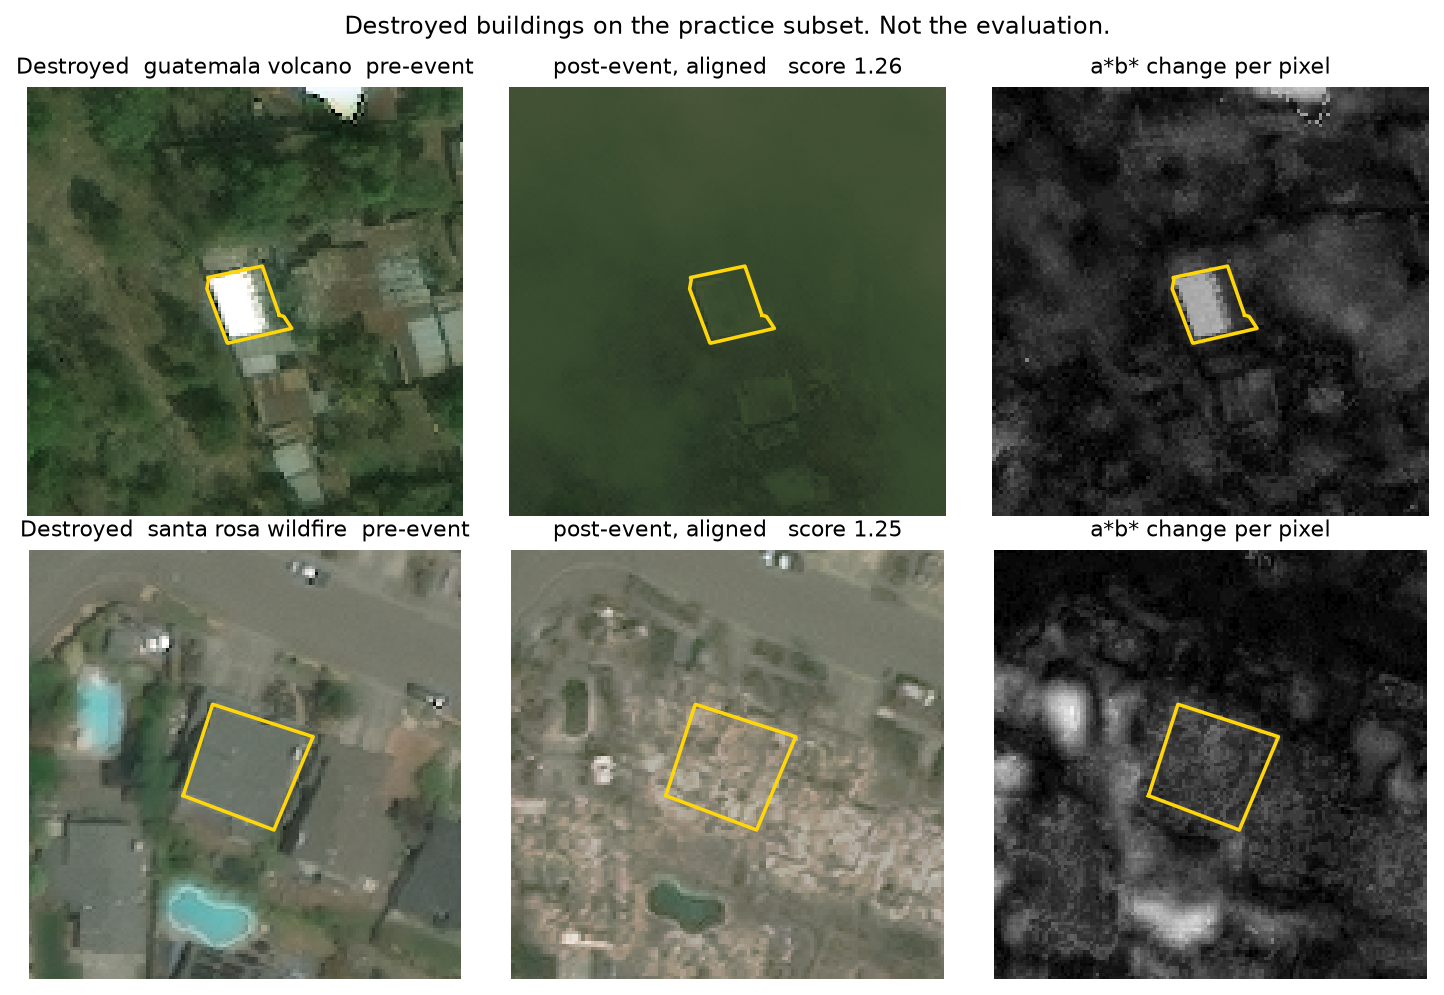 Destroyed buildings on the practice subset. Not the evaluation.
Destroyed  guatemala volcano  pre-event
post-event, aligned   score 1.26
a*b* change per pixel
Destroyed  santa rosa wildfire  pre-event
post-event, aligned   score 1.25
a*b* change per pixel